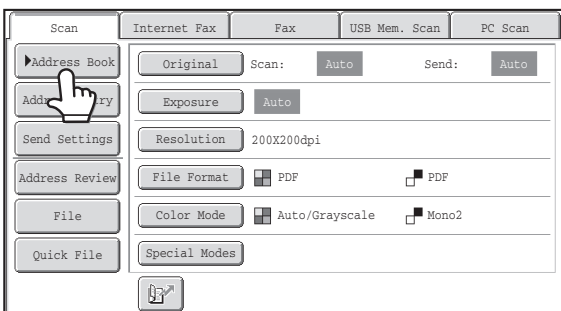 Scan Internet Fax Fax USB Mem. Scan PC Scan
Address Book Original Scan: Auto Send: Auto
Exposure Auto
Send Settings Resolution 200X200dpi
Address Review File Format PDF PDF
File Color Mode Auto/Grayscale Mono2
Quick File Special Modes